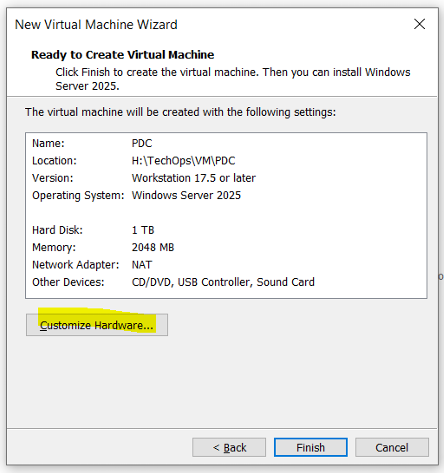 New Virtual Machine Wizard
Ready to Create Virtual Machine
Click Finish to create the virtual machine. Then you can install Windows
Server 2025.
The virtual machine will be created with the following settings:
Name: PDC
Location: H:\TechOps\VM\PDC
Version: Workstation 17.5 or later
Operating System: Windows Server 2025
Hard Disk: 1 TB
Memory: 2048 MB
Network Adapter: NAT
Other Devices: CD/DVD, USB Controller, Sound Card
Customize Hardware...
< Back Finish Cancel